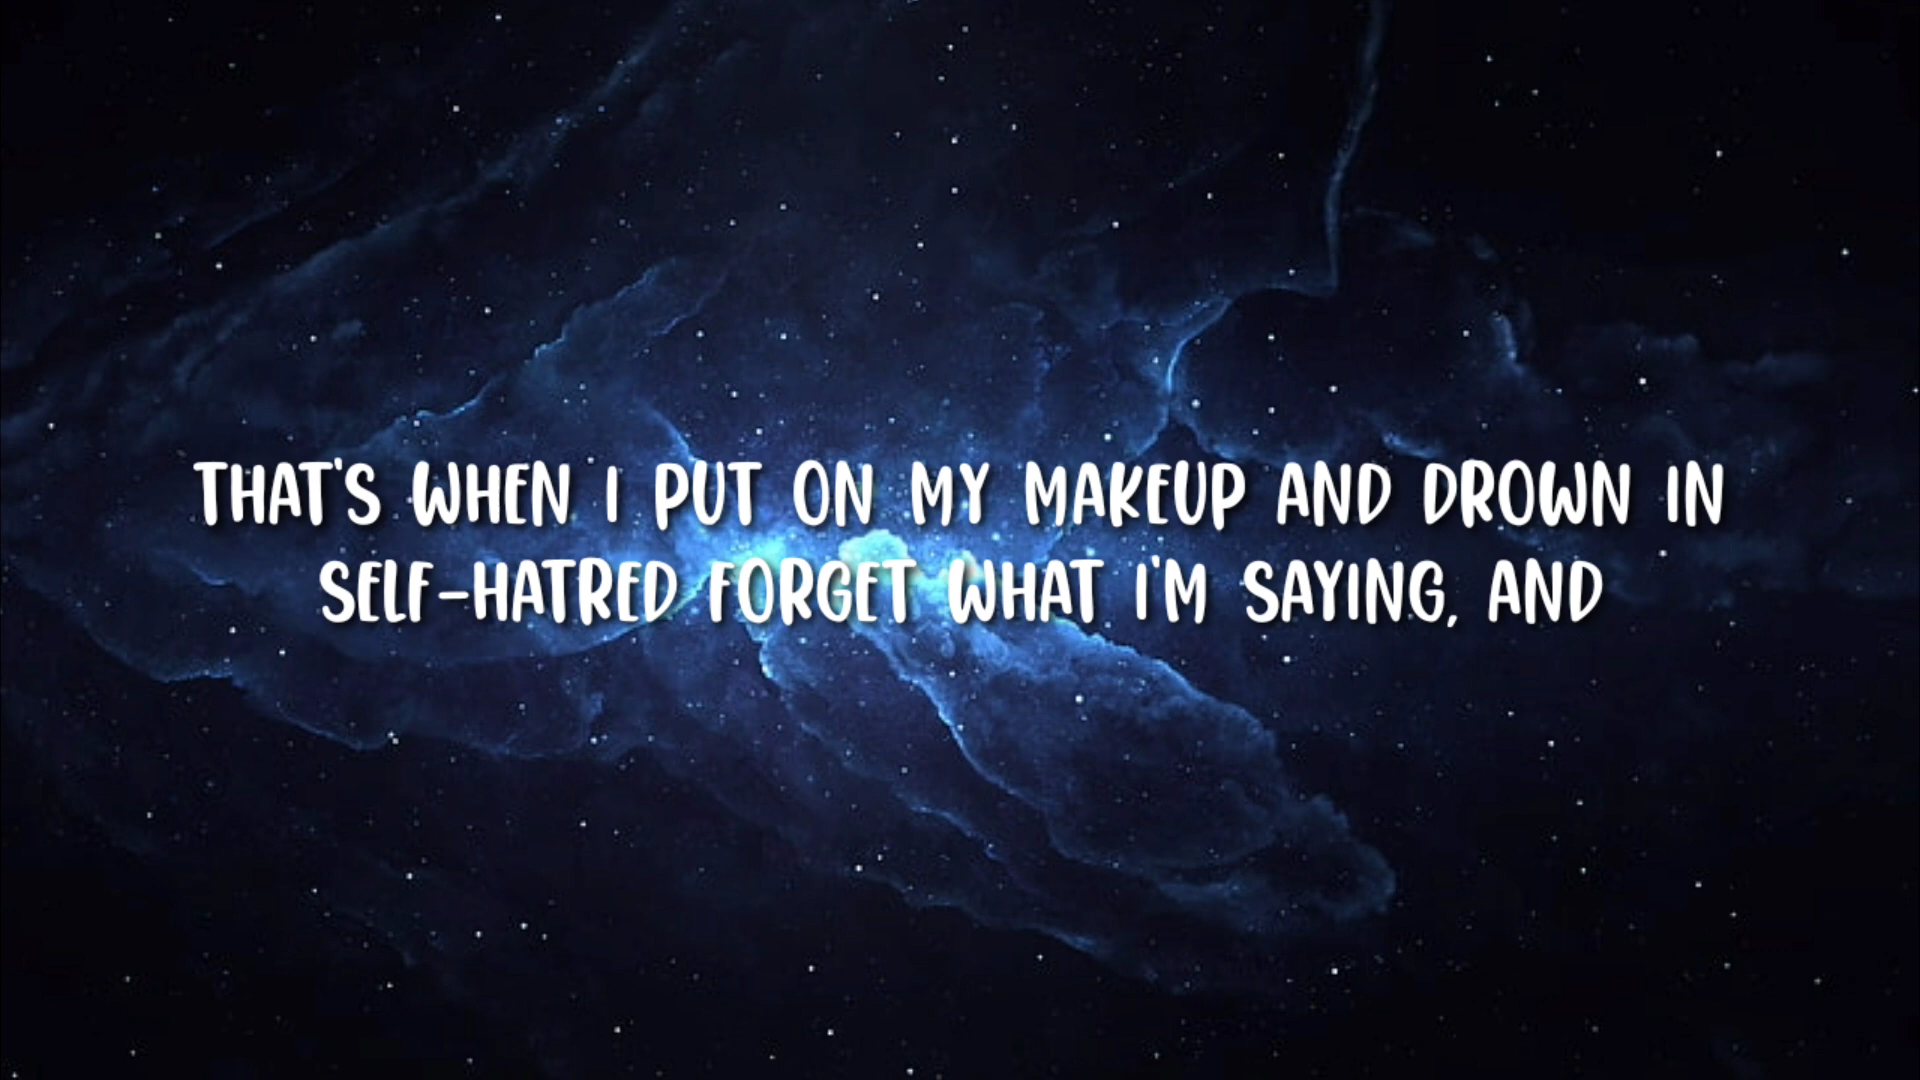 THAT'S WHEN I PUT ON MY MAKEUP AND DROWN IN
SELF-HATRED FORGET WHAT I'M SAYING, AND